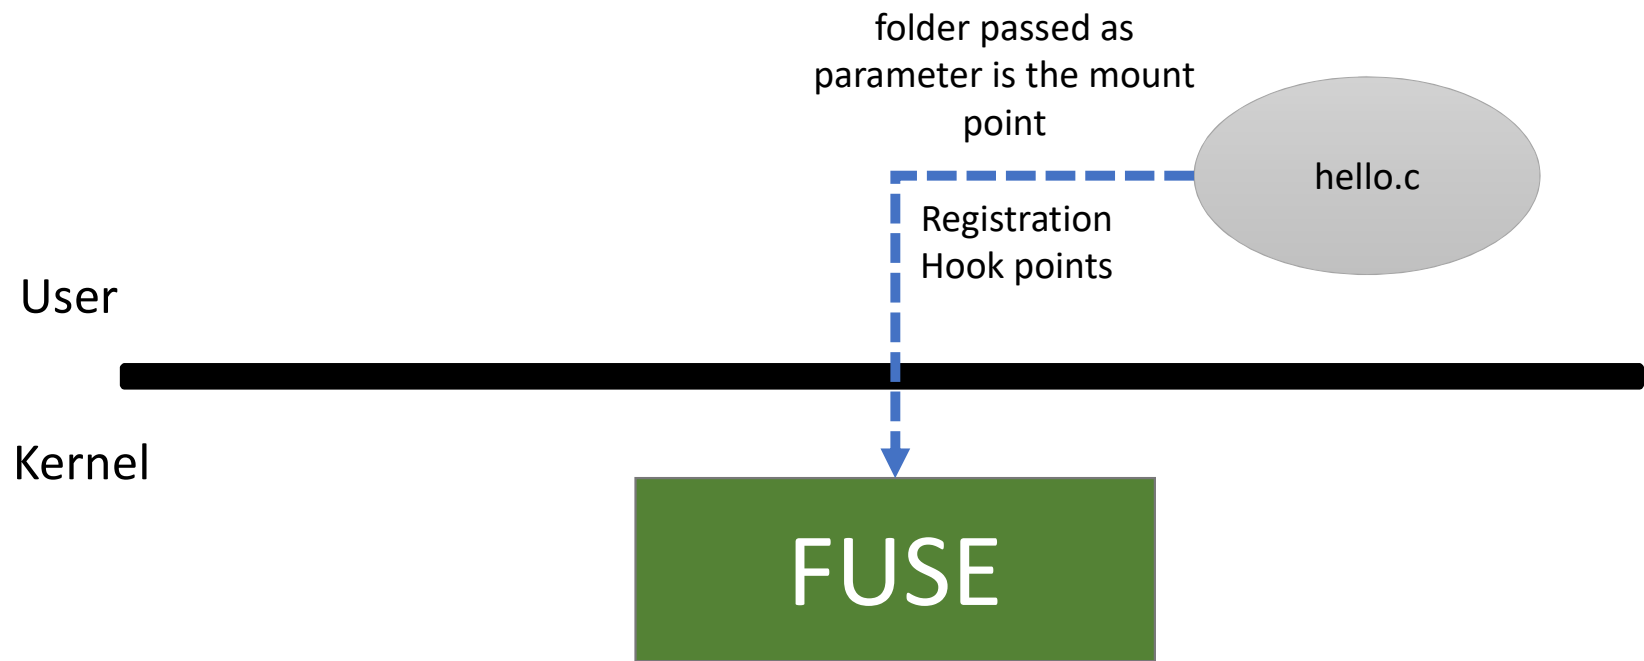 folder passed as
parameter is the mount
point
hello.c
Registration
Hook points
User
Kernel
FUSE